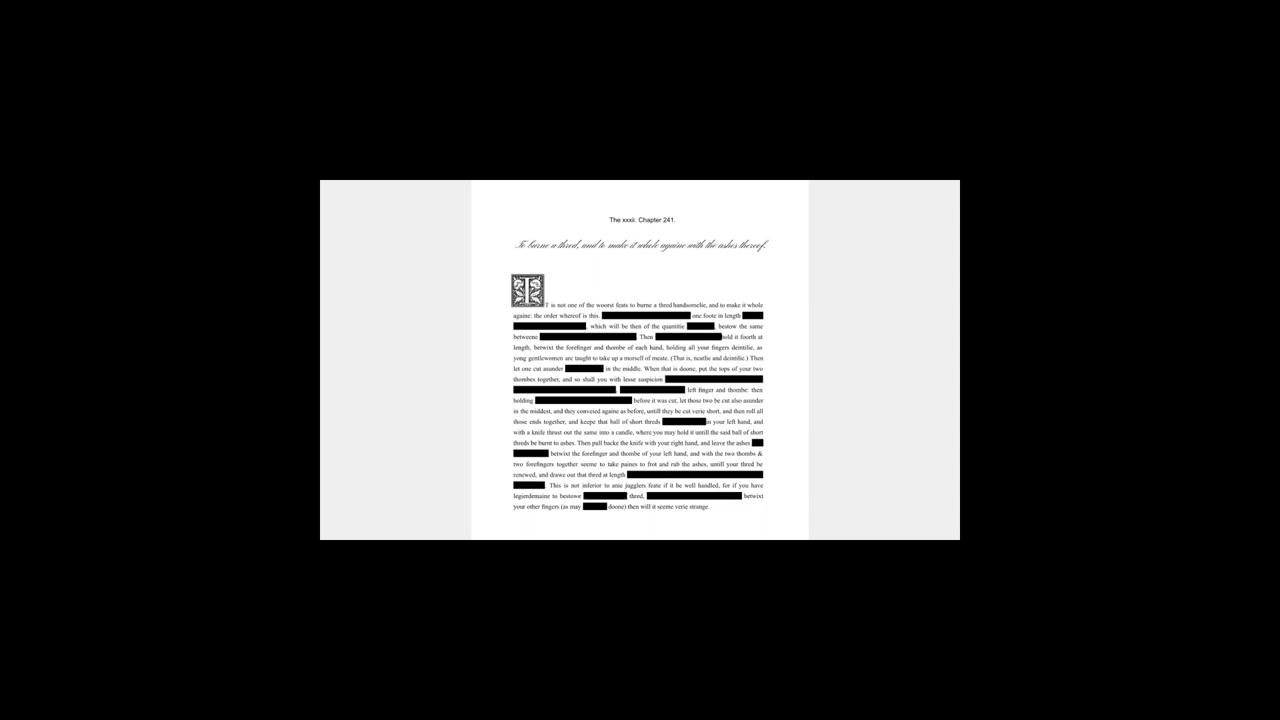 The xxxii. Chapter 241.
To burne a thred, and to make it whole againe with the ashes thereof.
IT is not one of the woorst feats to burne a thred handsomelie, and to make it whole
againe: the order whereof is this. one foote in length
, which will be then of the quantitie , bestow the same
betweene . Then hold it foorth at
length, betwixt the forefinger and thombe of each hand, holding all your fingers deintilie, as
yong gentlewomen are taught to take up a morsell of meate. (That is, neatlie and deintilie.) Then
let one cut asunder in the middle. When that is doone, put the tops of your two
thombes together, and so shall you with lesse suspicion
, left finger and thombe: then
holding before it was cut, let those two be cut also asunder
in the middest, and they conveied againe as before, untill they be cut verie short, and then roll all
those ends together, and keepe that ball of short threds in your left hand, and
with a knife thrust out the same into a candle, where you may hold it untill the said ball of short
threds be burnt to ashes. Then pull backe the knife with your right hand, and leave the ashes
betwixt the forefinger and thombe of your left hand, and with the two thombs &
two forefingers together seeme to take paines to frot and rub the ashes, untill your thred be
renewed, and drawe out that thred at length
. This is not inferior to anie jugglers feate if it be well handled, for if you have
legierdemaine to bestowe thred, betwixt
your other fingers (as may doone) then will it seeme verie strange.